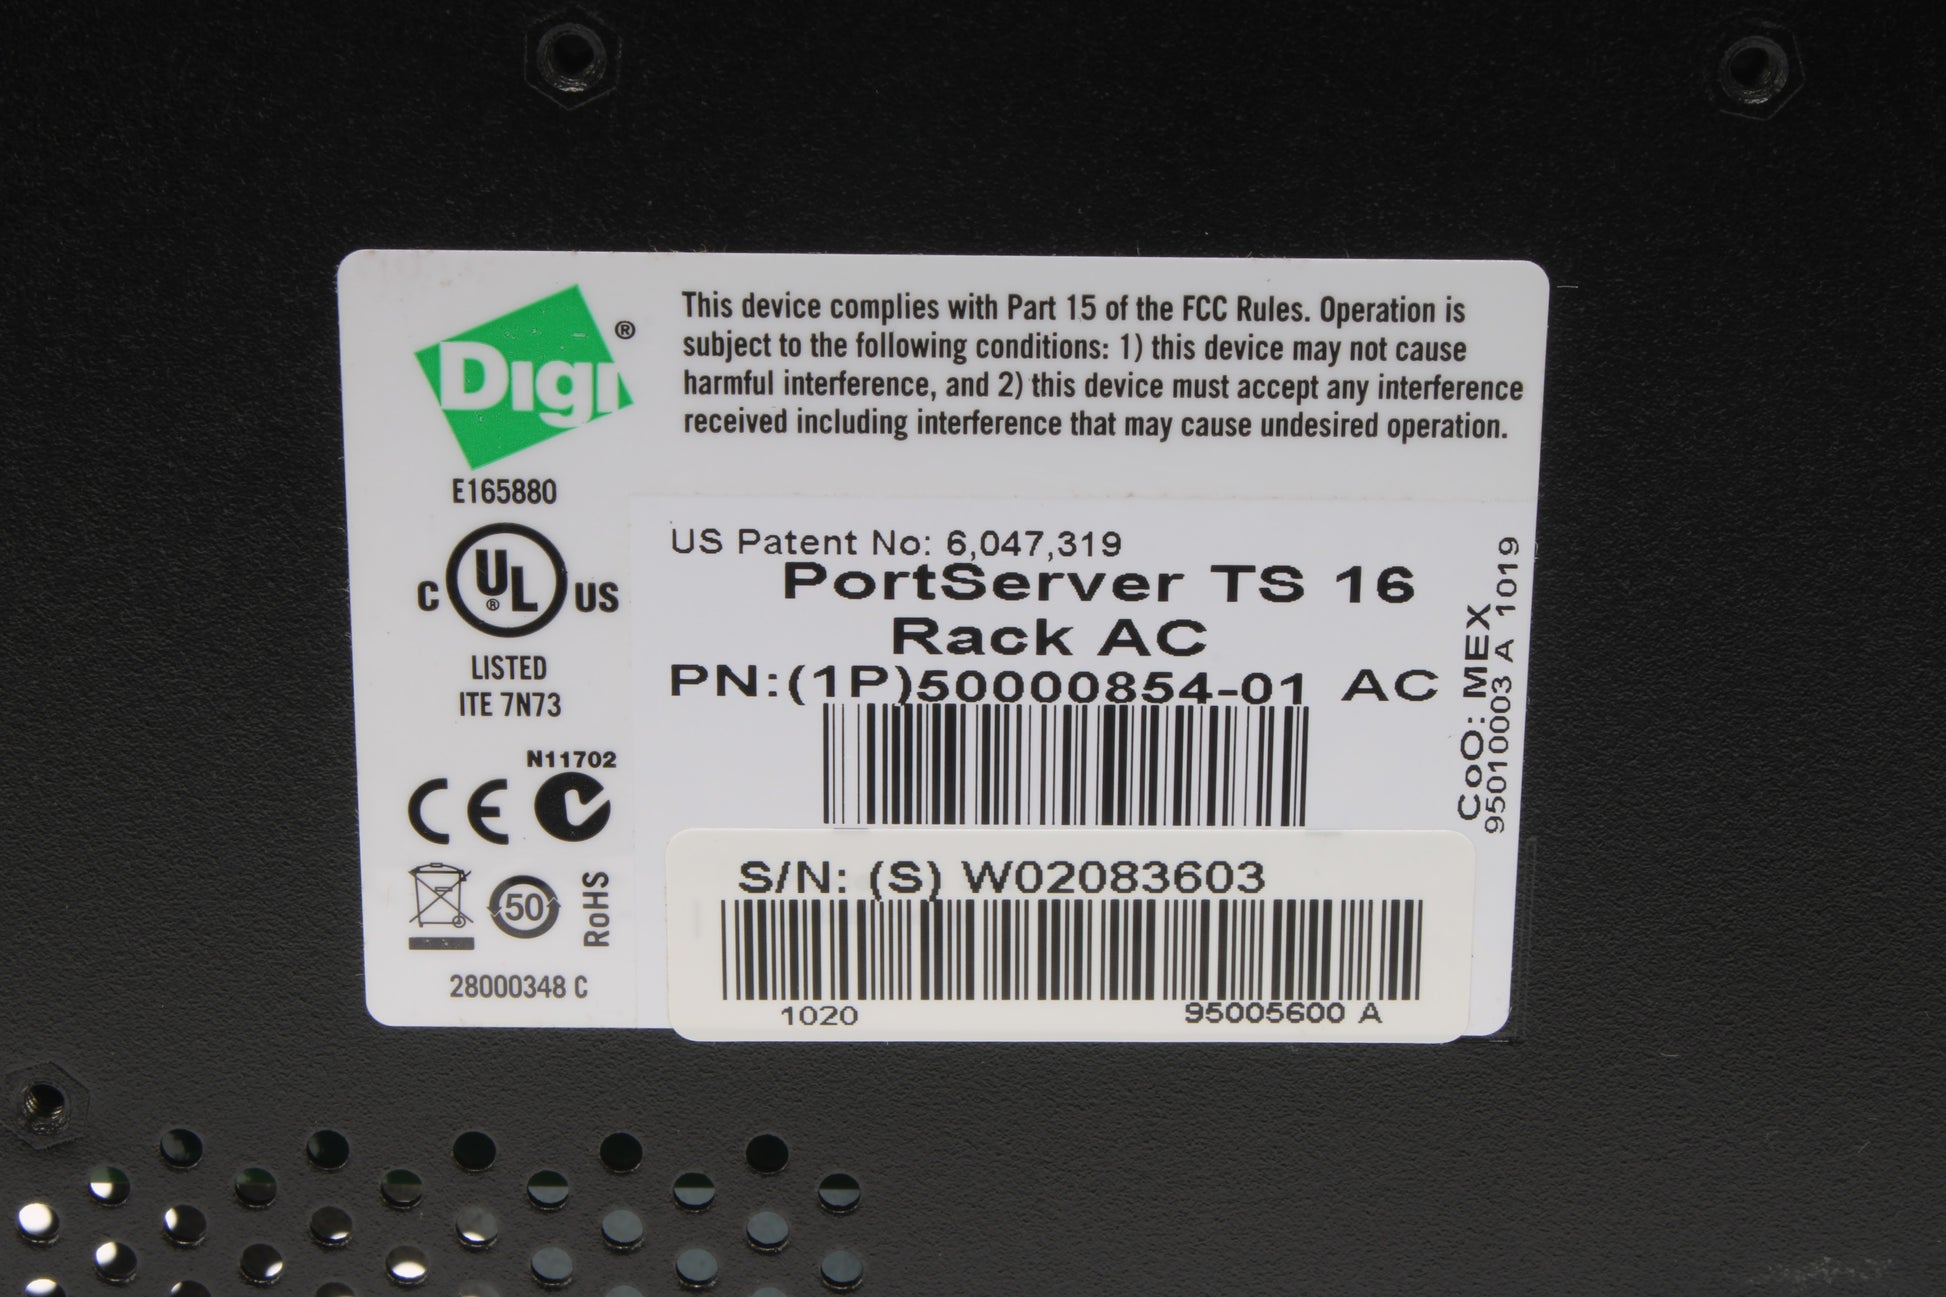 Digi®
This device complies with Part 15 of the FCC Rules. Operation is
subject to the following conditions: 1) this device may not cause
harmful interference, and 2) this device must accept any interference
received including interference that may cause undesired operation.
E165880
C UL® US
LISTED
ITE 7N73
N11702
CE
50
RoHS
28000348 C
US Patent No: 6,047,319
PortServer TS 16
Rack AC
PN:(1P)50000854-01 AC
CoO: MEX
95010003 A 1019
S/N: (S) W02083603
1020 95005600 A